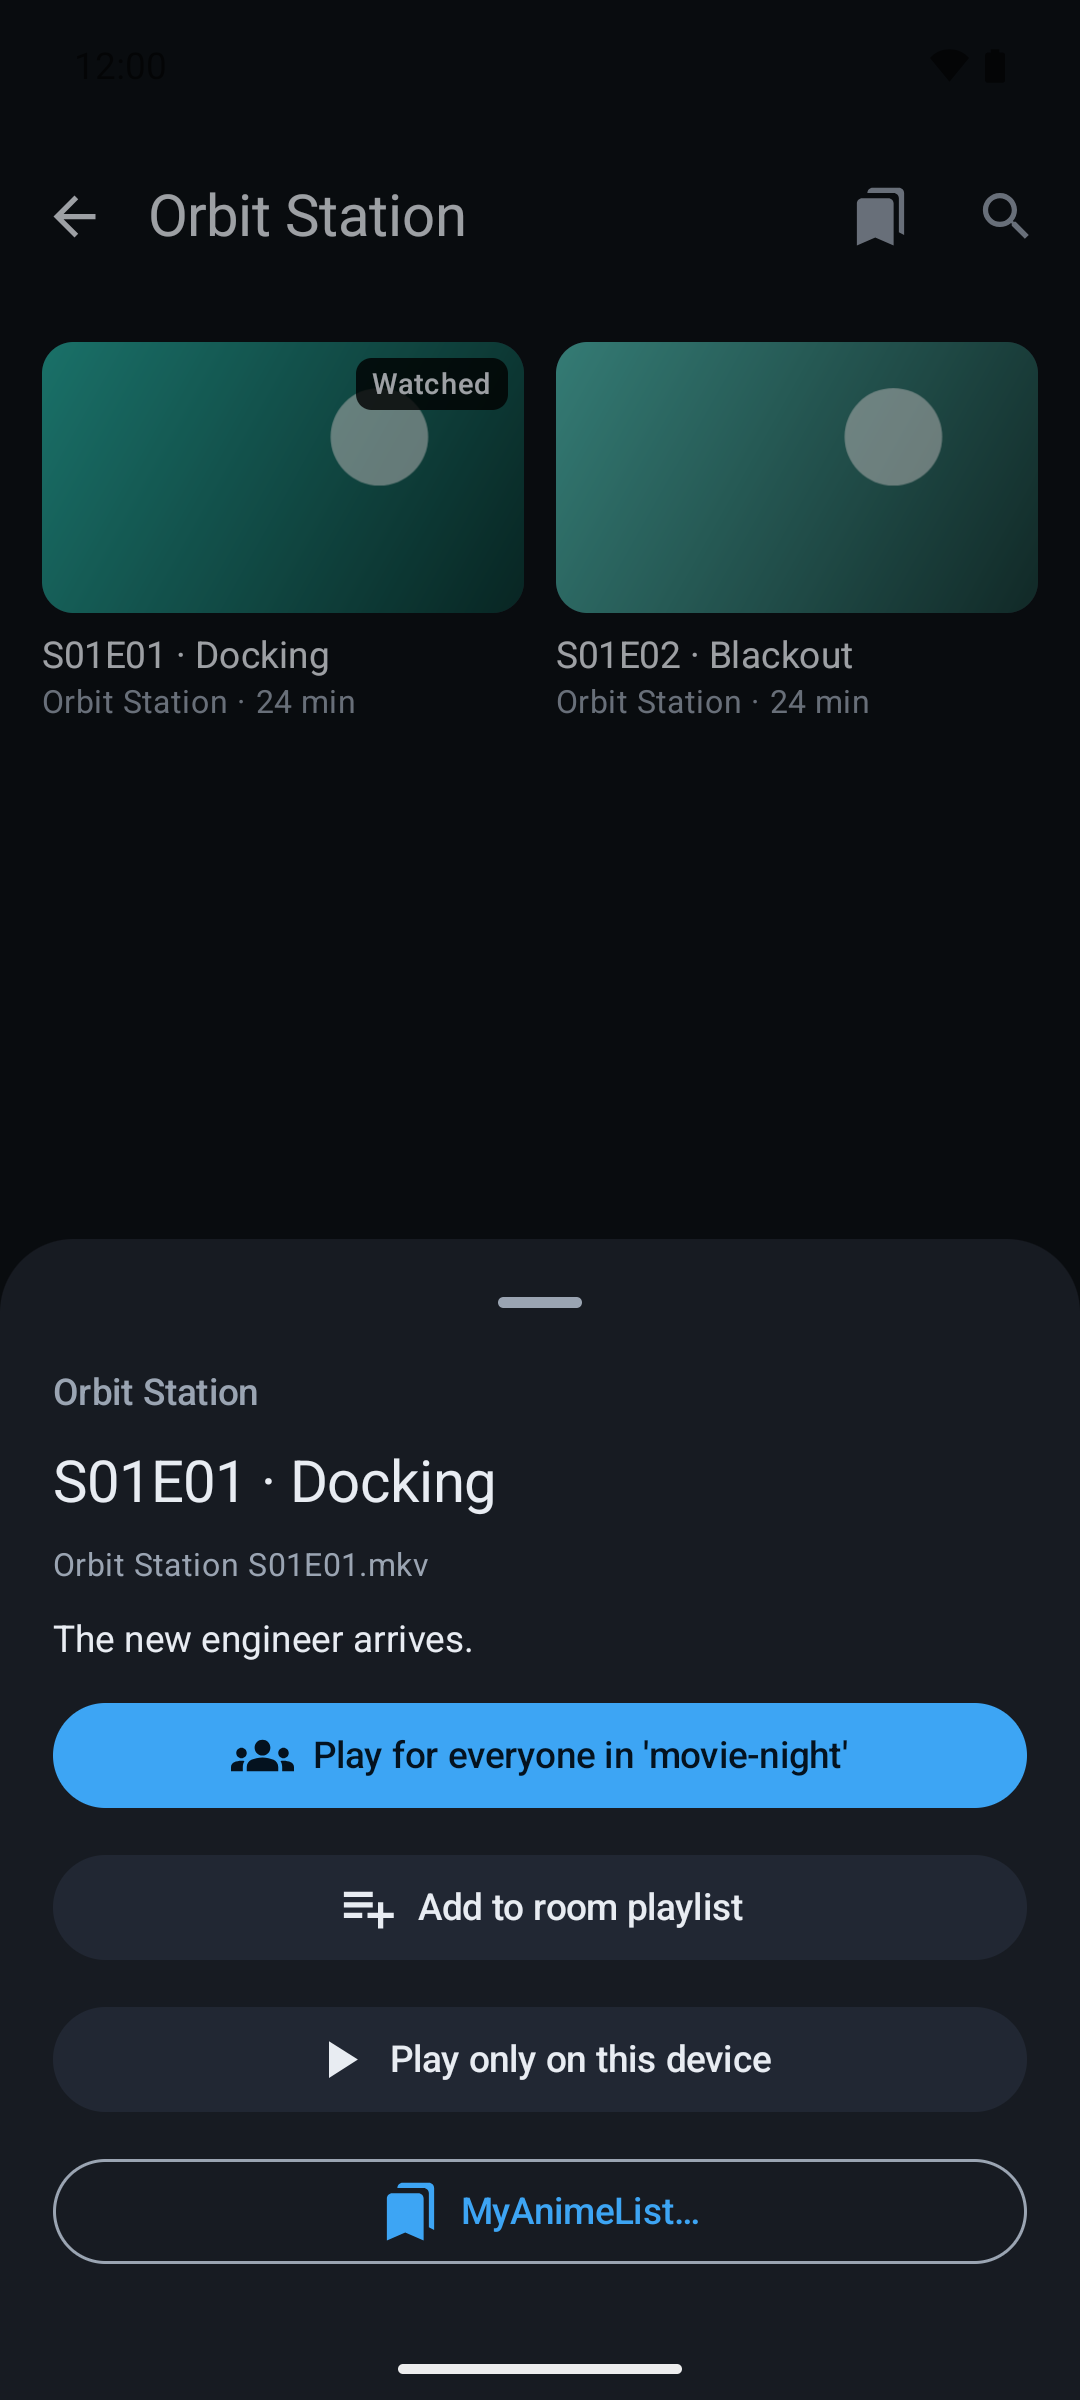 12:00
Orbit Station
Watched
S01E01 · Docking
Orbit Station · 24 min
S01E02 · Blackout
Orbit Station · 24 min
Orbit Station
S01E01 · Docking
Orbit Station S01E01.mkv
The new engineer arrives.
Play for everyone in 'movie-night'
Add to room playlist
Play only on this device
MyAnimeList…